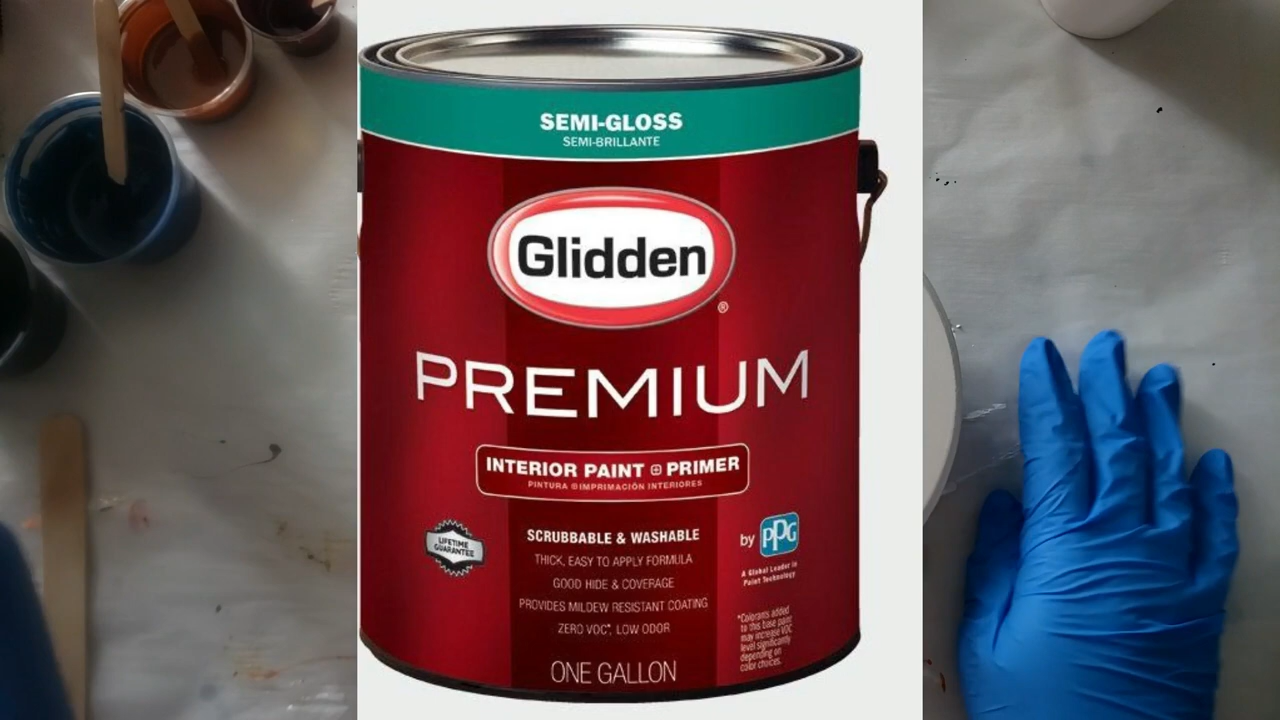 SEMI-GLOSS
SEMI-BRILLANTE
Glidden
®
PREMIUM
INTERIOR PAINT + PRIMER
PINTURA + IMPRIMACIÓN INTERIORES
LIFETIME
GUARANTEE
SCRUBBABLE & WASHABLE
THICK, EASY TO APPLY FORMULA
GOOD HIDE & COVERAGE
PROVIDES MILDEW RESISTANT COATING
ZERO VOC*, LOW ODOR
ONE GALLON
by PPG
A Global Leader in
Paint Technology
*Colorants added
to this base paint
may increase VOC
level significantly
depending on
color choices.